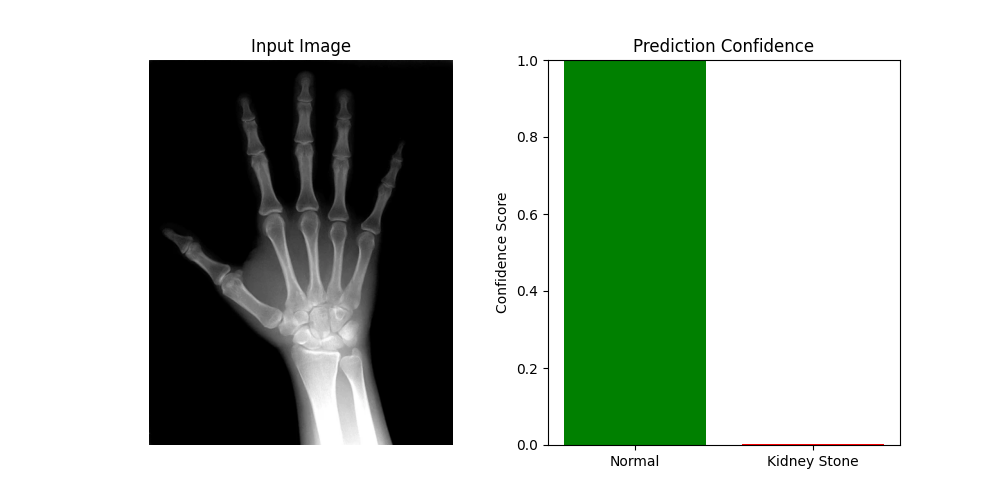 Input Image
Prediction Confidence
Confidence Score
1.0
0.8
0.6
0.4
0.2
0.0
Normal
Kidney Stone